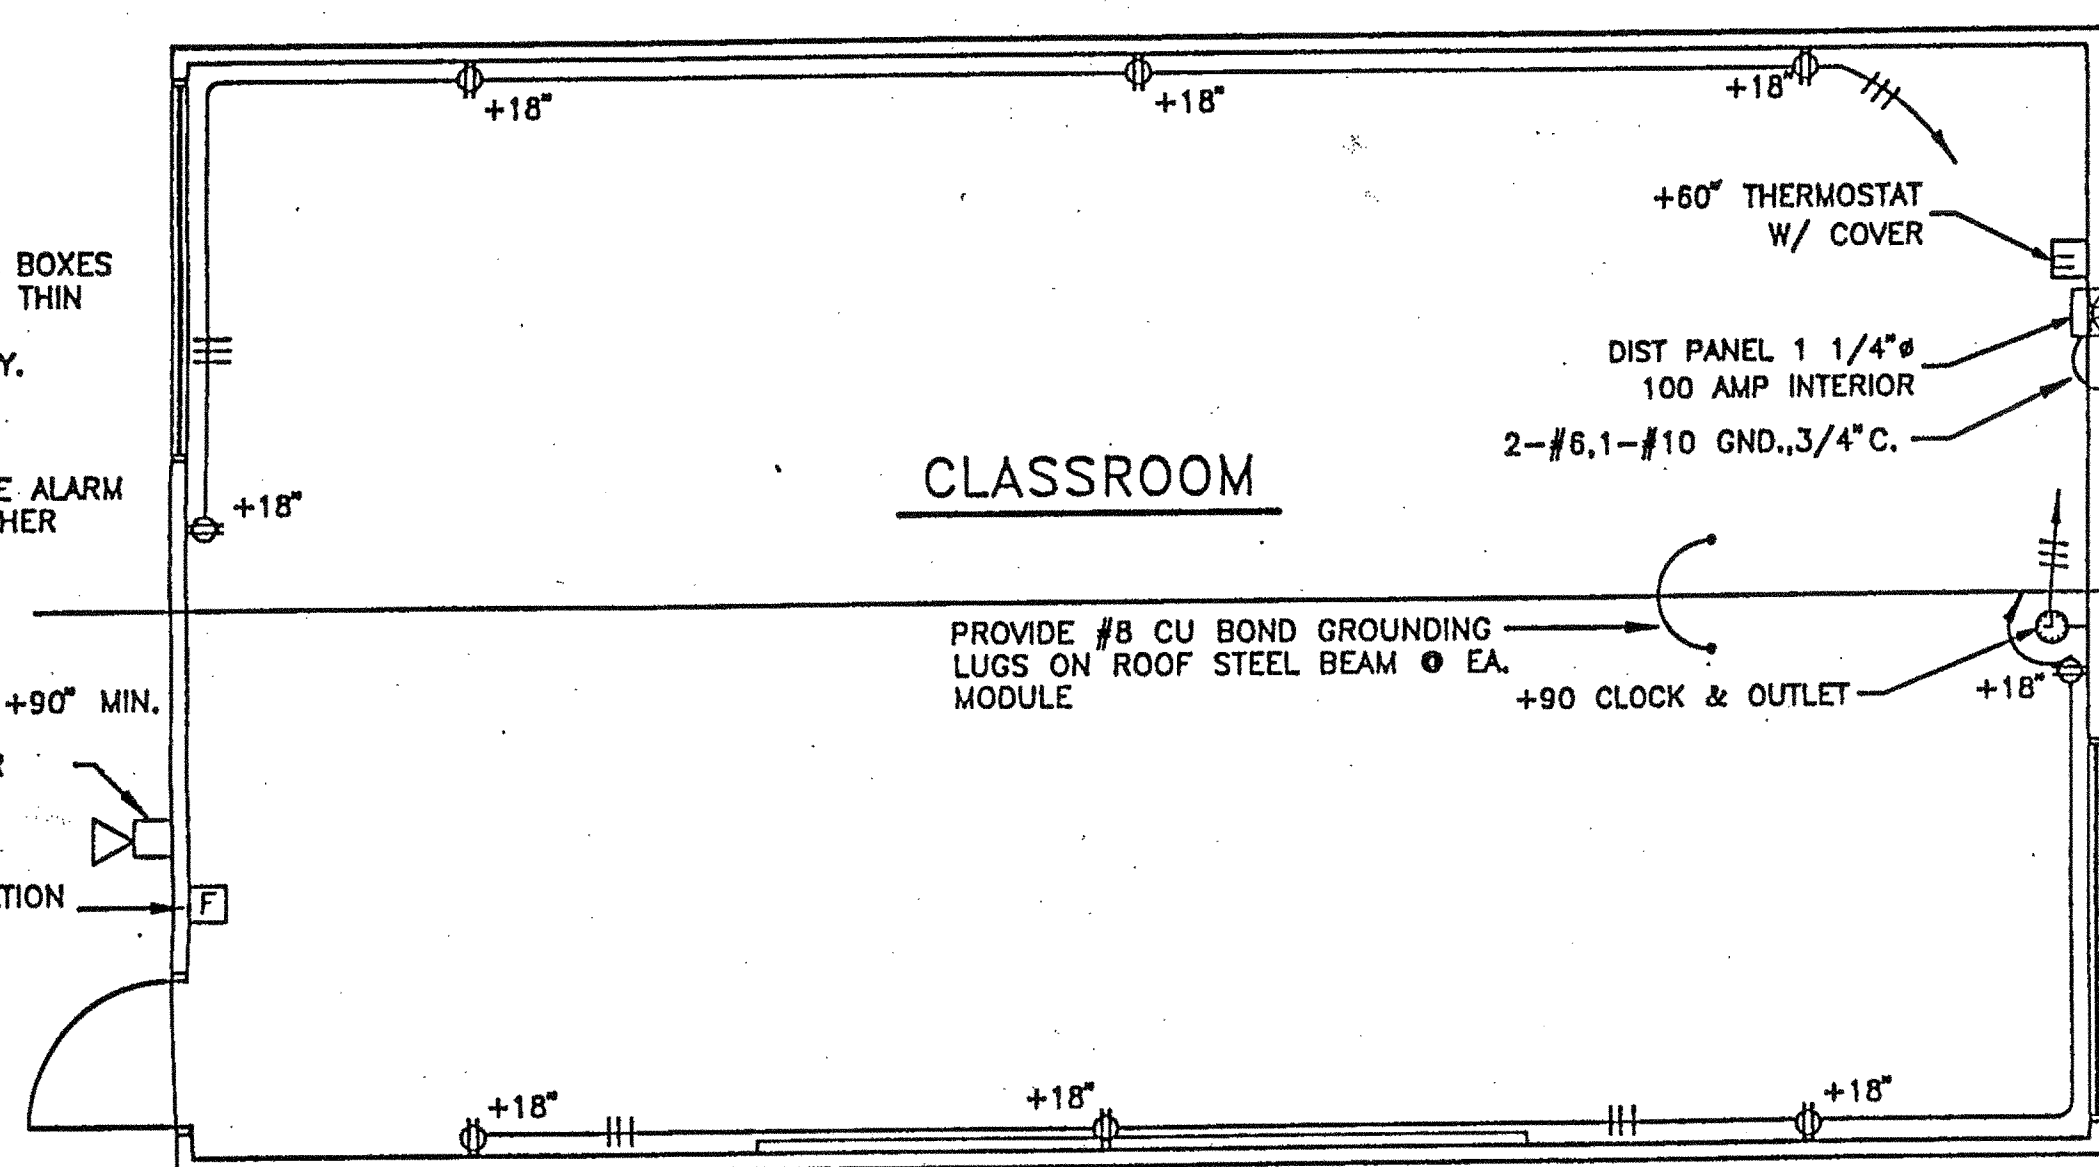 +18"
+18"
+18"
+60" THERMOSTAT
W/ COVER
BOXES
THIN
Y.
DIST PANEL 1 1/4"ø
100 AMP INTERIOR
2-#6,1-#10 GND.,3/4"C.
CLASSROOM
ALARM
+18"
PROVIDE #8 CU BOND GROUNDING
LUGS ON ROOF STEEL BEAM @ EA.
MODULE
+90 CLOCK & OUTLET
+18"
+90" MIN.
F
+18"
+18"
+18"